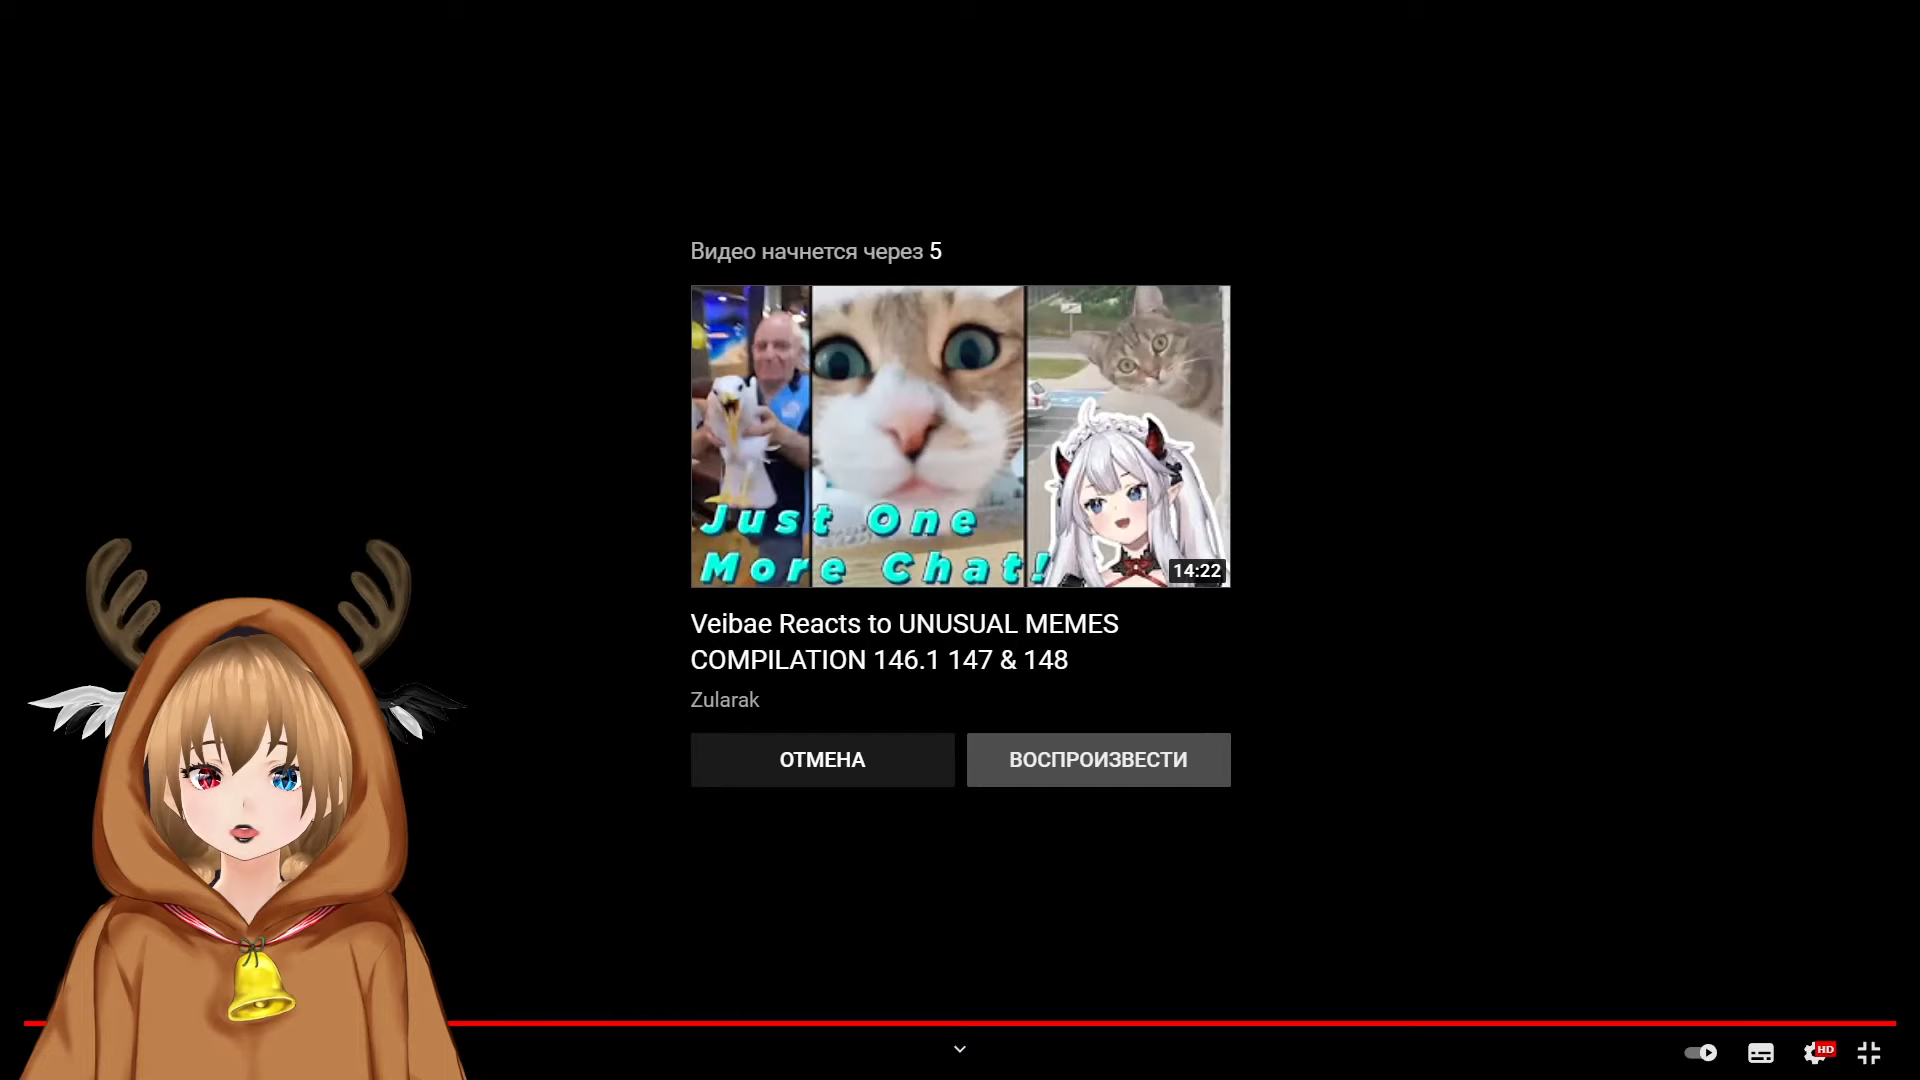 Видео начнется через 5
Just One
More Chat!
14:22
Veibae Reacts to UNUSUAL MEMES
COMPILATION 146.1 147 & 148
Zularak
ОТМЕНА
ВОСПРОИЗВЕСТИ
HD